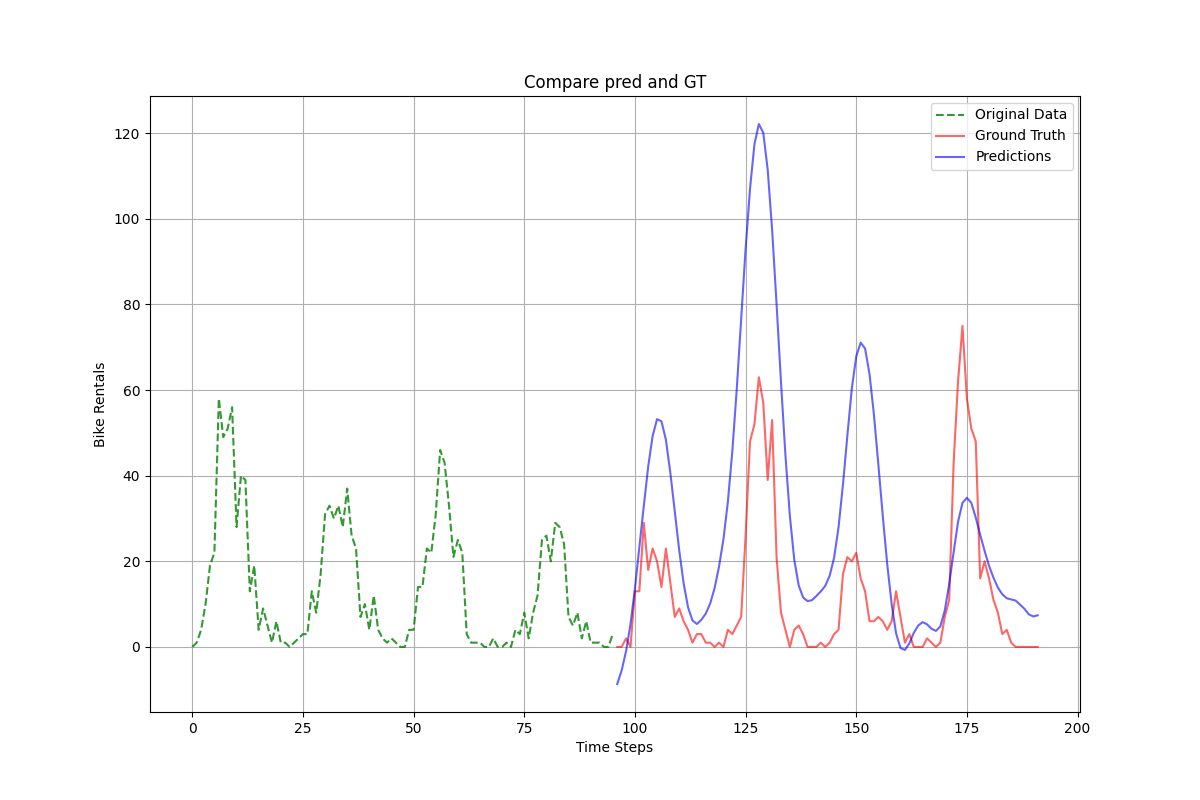 Compare pred and GT
Original Data
Ground Truth
Predictions
120
100
80
60
40
20
0
Bike Rentals
0 25 50 75 100 125 150 175 200
Time Steps